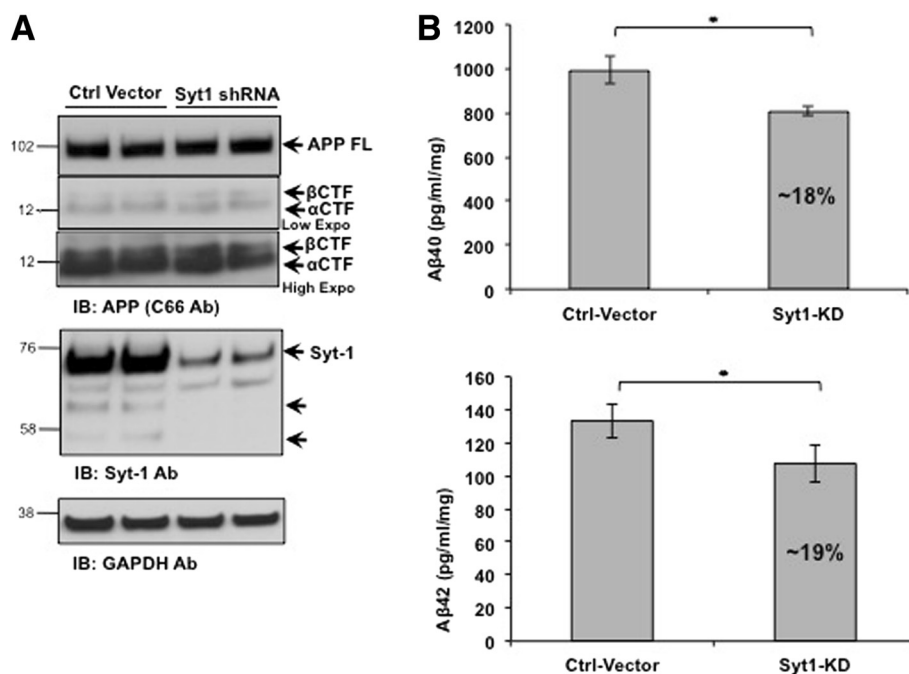 A
Ctrl Vector Syt1 shRNA
102
APP FL
βCTF
12
αCTF
Low Expo
βCTF
12
αCTF
High Expo
IB: APP (C66 Ab)
76
Syt-1
58
IB: Syt-1 Ab
38
IB: GAPDH Ab
B
*
Aβ40 (pg/ml/mg)
1200
1000
800
600
400
200
0
~18%
Ctrl-Vector Syt1-KD
*
Aβ42 (pg/ml/mg)
160
140
120
100
80
60
40
20
0
~19%
Ctrl-Vector Syt1-KD